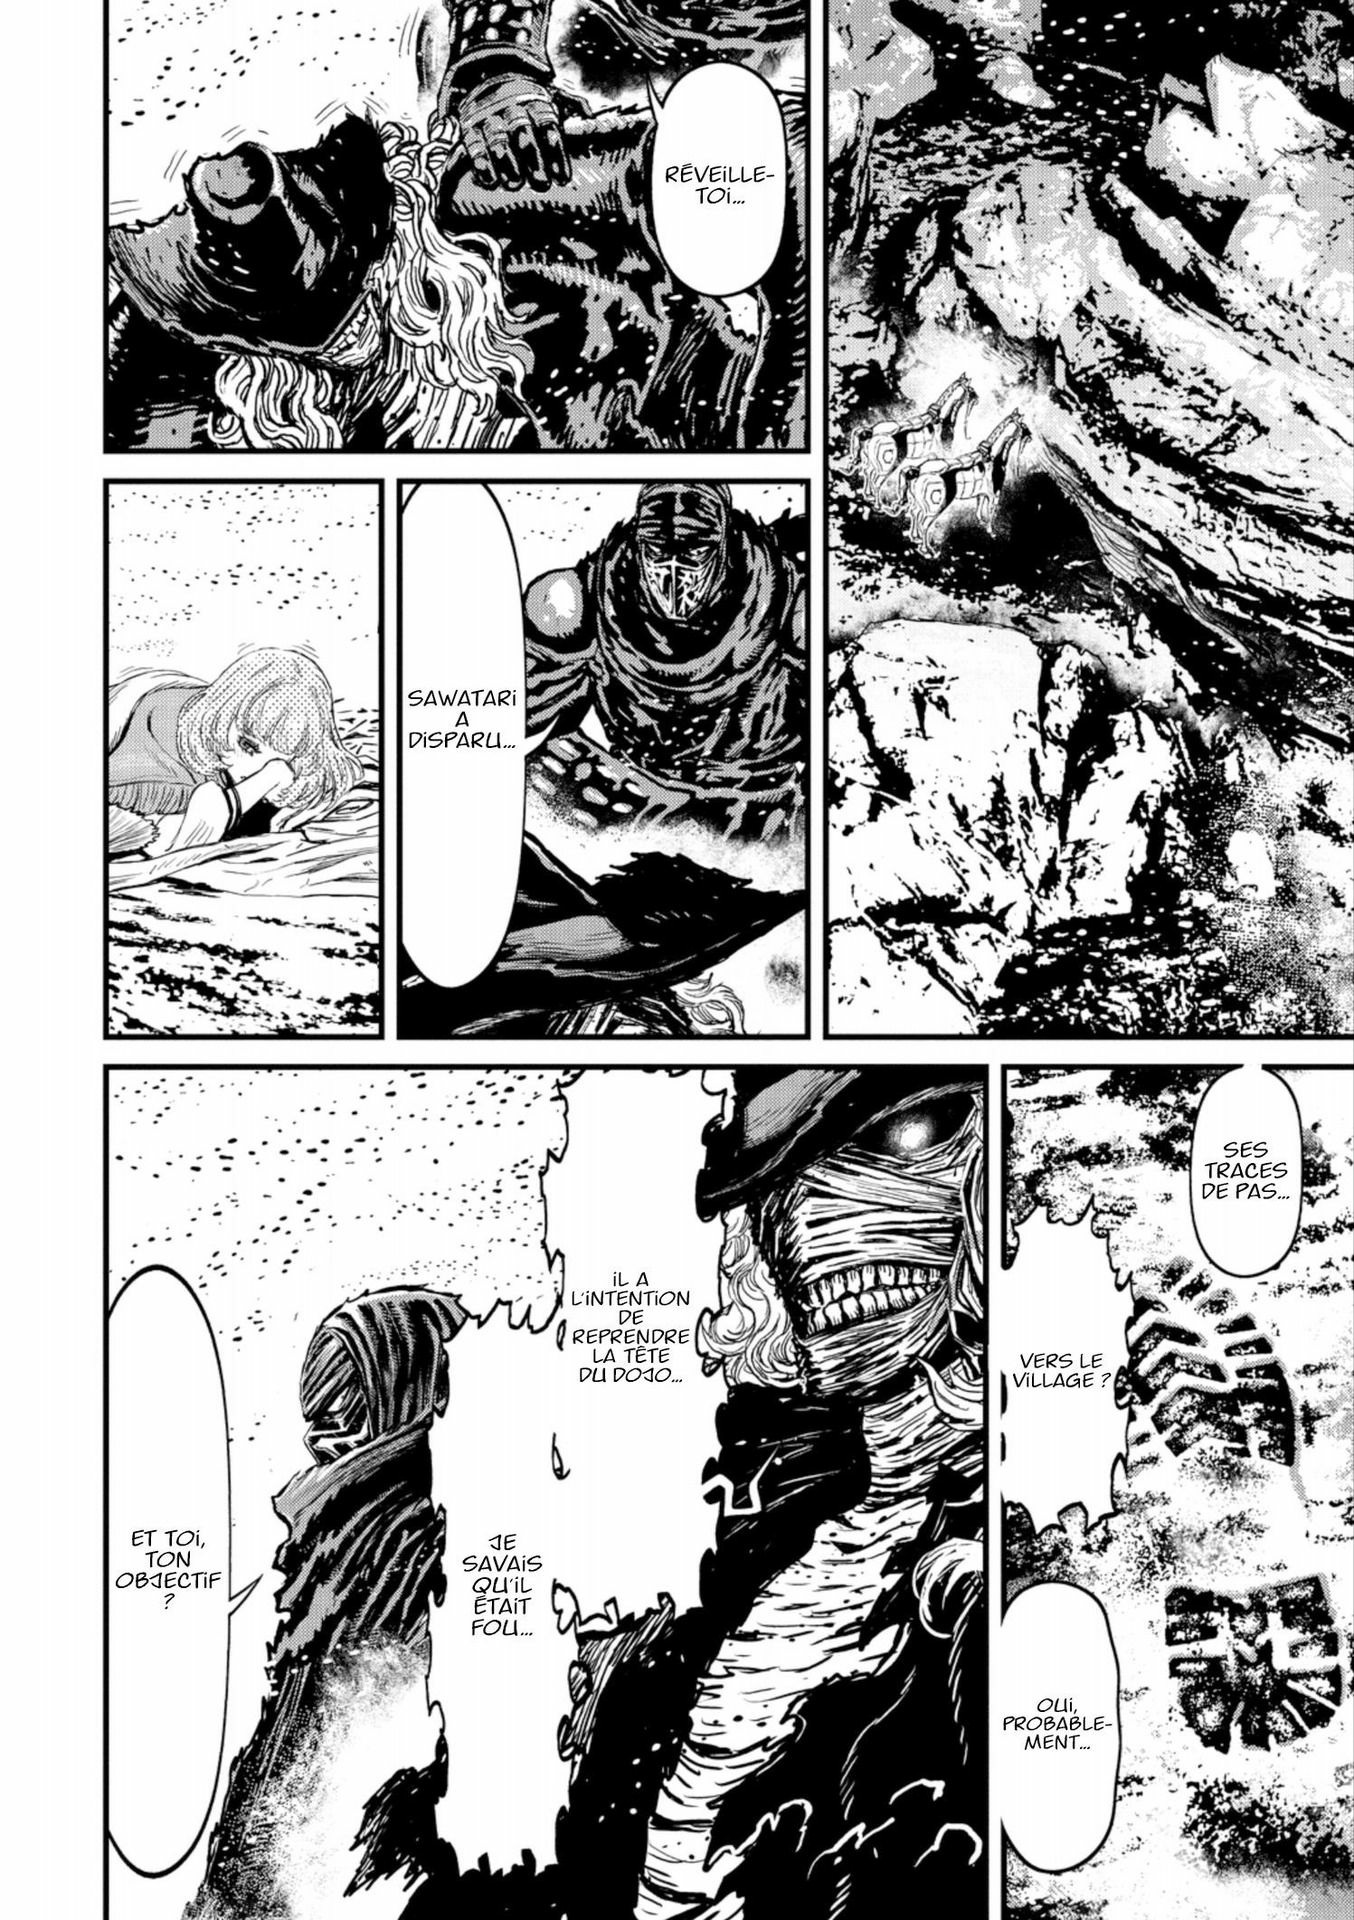 RÉVEILLE-
TOI...
SAWATARI
A
DISPARU...
SES
TRACES
DE PAS...
VERS LE
VILLAGE ?
OUI,
PROBABLE-
MENT...
IL A
L'INTENTION
DE
REPRENDRE
LA TÊTE
DU DOJO...
JE
SAVAIS
QU'IL
ÉTAIT
FOU...
ET TOI,
TON
OBJECTIF
?